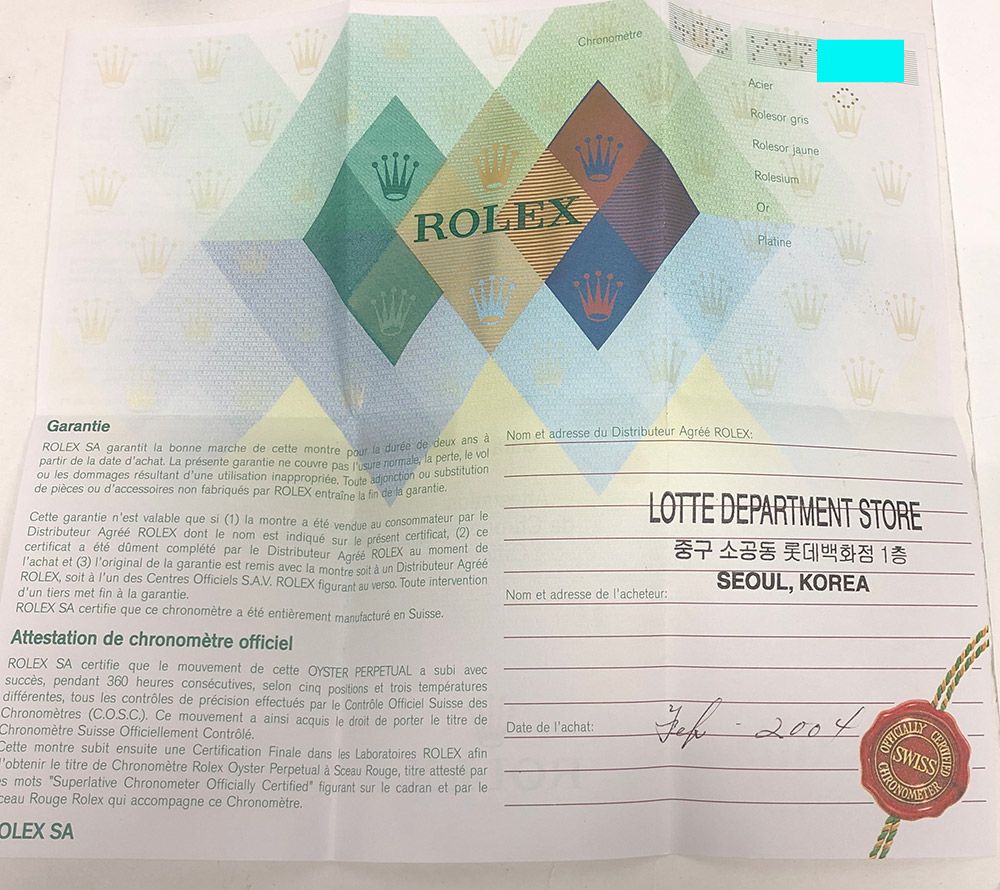 Chronomètre
Acier
Rolesor gris
Rolesor jaune
Rolesium
Or
Platine
ROLEX
Garantie
ROLEX SA garantit la bonne marche de cette montre pour la durée de deux ans à
partir de la date d'achat. La présente garantie ne couvre pas l'usure normale, la perte, le vol
ou les dommages résultant d'une utilisation inappropriée. Toute adjonction ou substitution
de pièces ou d'accessoires non fabriqués par ROLEX entraîne la fin de la garantie.
Cette garantie n'est valable que si (1) la montre a été vendue au consommateur par le
Distributeur Agréé ROLEX dont le nom est indiqué sur le présent certificat, (2) ce
certificat a été dûment complété par le Distributeur Agréé ROLEX au moment de
l'achat et (3) l'original de la garantie est remis avec la montre soit à un Distributeur Agréé
ROLEX, soit à l'un des Centres Officiels S.A.V. ROLEX figurant au verso. Toute intervention
d'un tiers met fin à la garantie.
ROLEX SA certifie que ce chronomètre a été entièrement manufacturé en Suisse.
Attestation de chronomètre officiel
ROLEX SA certifie que le mouvement de cette OYSTER PERPETUAL a subi avec
succès, pendant 360 heures consécutives, selon cinq positions et trois températures
différentes, tous les contrôles de précision effectués par le Contrôle Officiel Suisse des
Chronomètres (C.O.S.C.). Ce mouvement a ainsi acquis le droit de porter le titre de
Chronomètre Suisse Officiellement Contrôlé.
Cette montre subit ensuite une Certification Finale dans les Laboratoires ROLEX afin
d'obtenir le titre de Chronomètre Rolex Oyster Perpetual à Sceau Rouge, titre attesté par
es mots "Superlative Chronometer Officially Certified" figurant sur le cadran et par le
ceau Rouge Rolex qui accompagne ce Chronomètre.
OLEX SA
Nom et adresse du Distributeur Agréé ROLEX:
LOTTE DEPARTMENT STORE
중구 소공동 롯데백화점 1층
SEOUL, KOREA
Nom et adresse de l'acheteur:
Date de l'achat: Feb - 2004
OFFICIALLY CERTIFIED
SWISS
CHRONOMETER